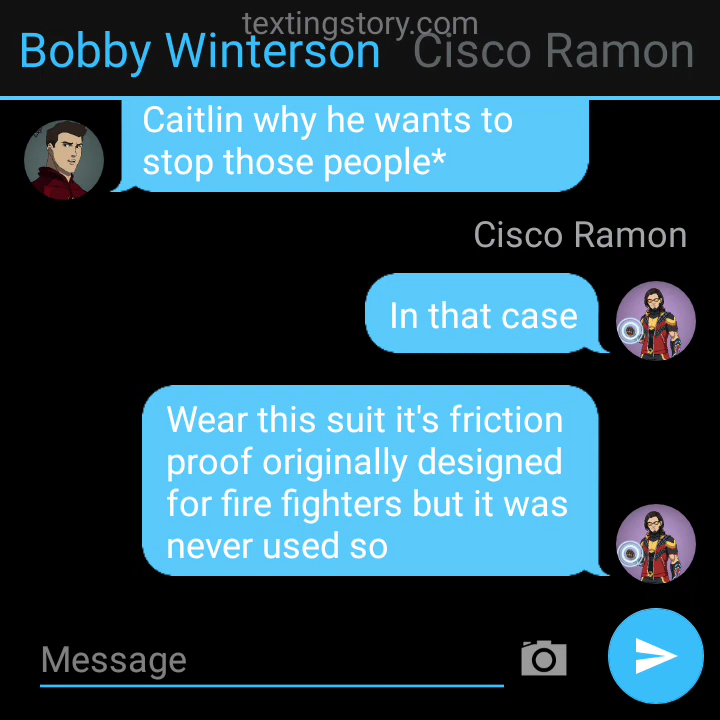 textingstory.com
Bobby Winterson Cisco Ramon
Caitlin why he wants to
stop those people*
Cisco Ramon
In that case
Wear this suit it's friction
proof originally designed
for fire fighters but it was
never used so
Message